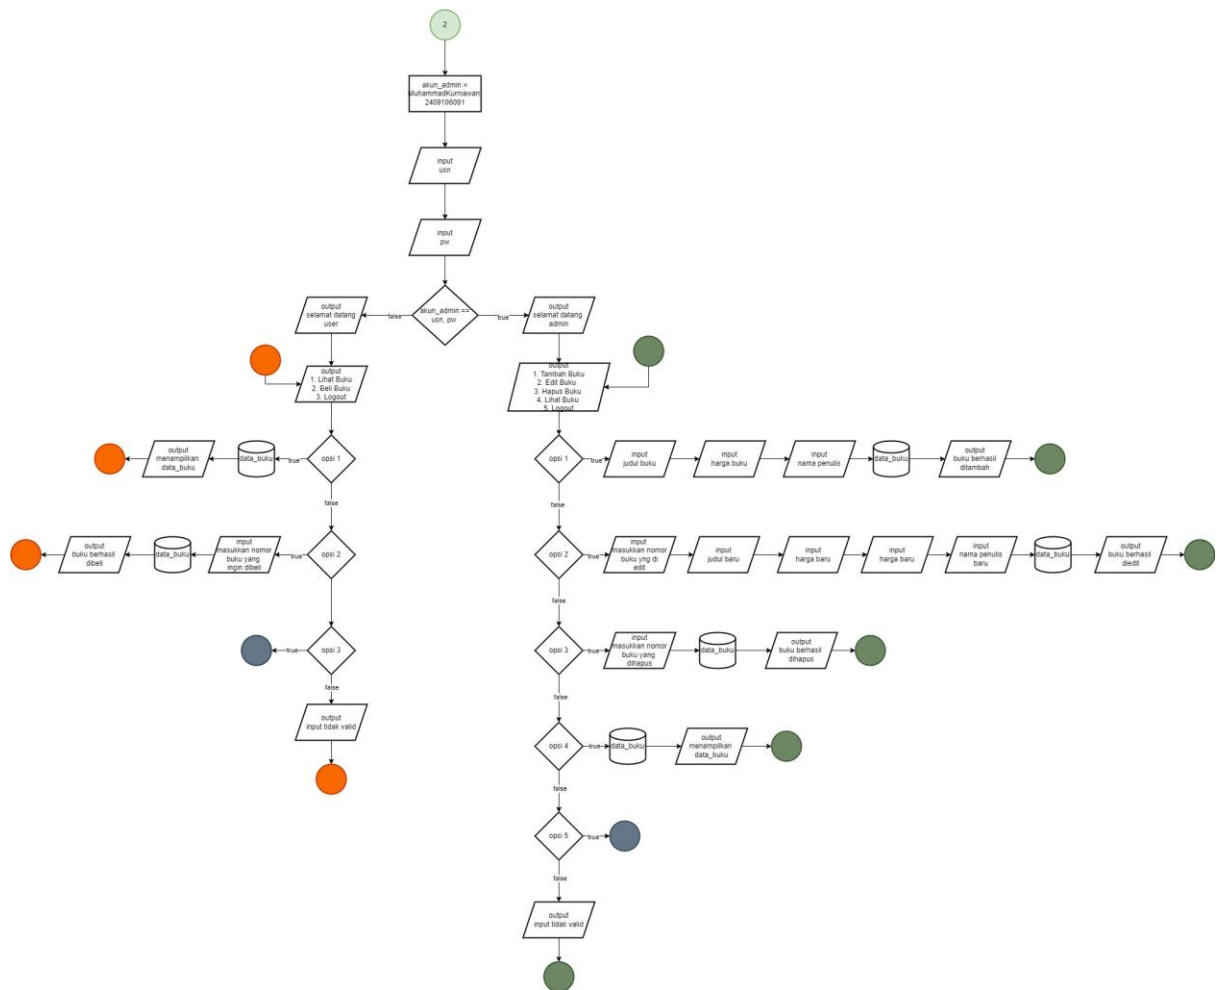 2
akun_admin =
MuhammadKurniawan
2409106091
input
usn
input
pw
akun_admin ==
usn, pw
false
true
output
selamat datang
user
output
selamat datang
admin
output
1. Lihat Buku
2. Beli Buku
3. Logout
output
1. Tambah Buku
2. Edit Buku
3. Hapus Buku
4. Lihat Buku
5. Logout
opsi 1
true
data_buku
output
menampilkan
data_buku
false
opsi 2
true
input
masukkan nomor
buku yang
ingin dibeli
data_buku
output
buku berhasil
dibeli
false
opsi 3
true
false
output
input tidak valid
opsi 1
true
input
judul buku
input
harga buku
input
nama penulis
data_buku
output
buku berhasil
ditambah
false
opsi 2
true
input
masukkan nomor
buku yng di
edit
input
judul baru
input
harga baru
input
harga baru
input
nama penulis
baru
data_buku
output
buku berhasil
diedit
false
opsi 3
true
input
masukkan nomor
buku yang
dihapus
data_buku
output
buku berhasil
dihapus
false
opsi 4
true
data_buku
output
menampilkan
data_buku
false
opsi 5
true
false
output
input tidak valid